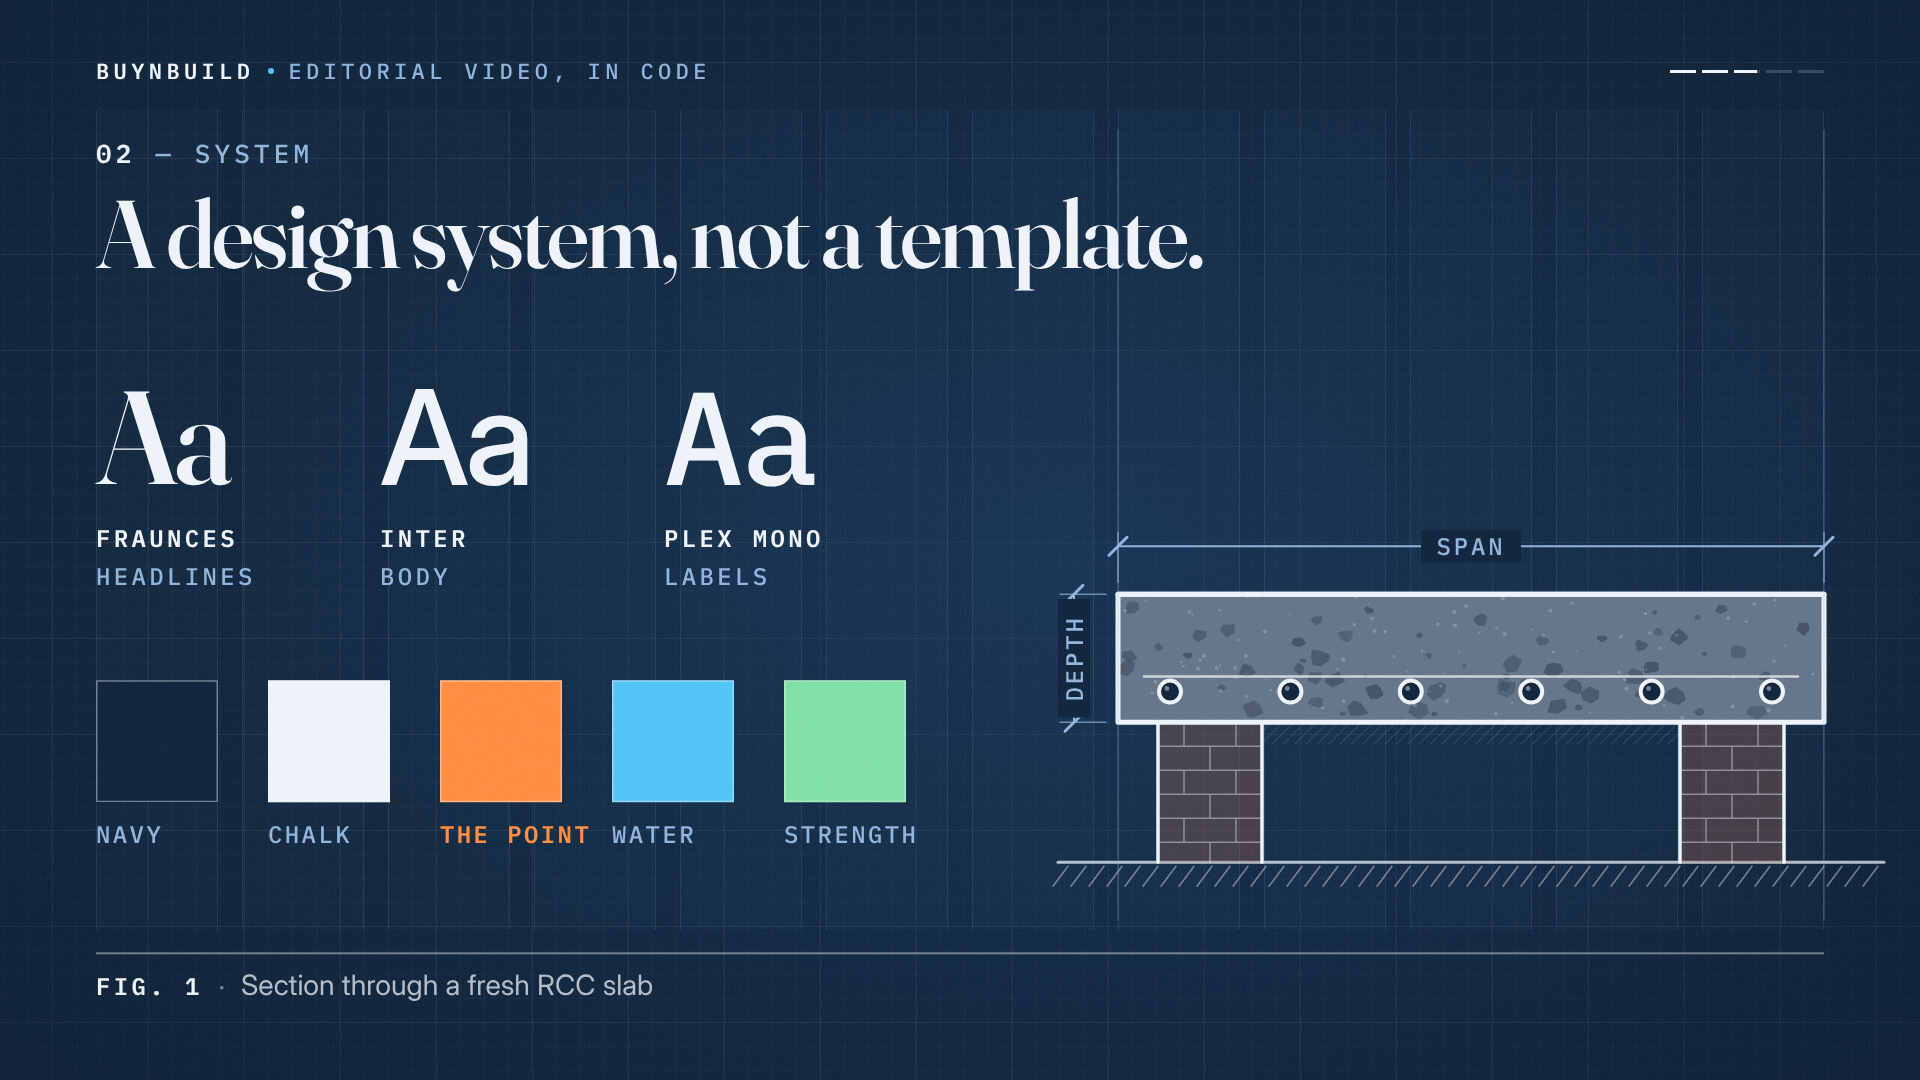 BUYNBUILD • EDITORIAL VIDEO, IN CODE
02 — SYSTEM
A design system, not a template.
Aa Aa Aa
FRAUNCES INTER PLEX MONO
HEADLINES BODY LABELS
SPAN
DEPTH
NAVY CHALK THE POINT WATER STRENGTH
FIG. 1 · Section through a fresh RCC slab